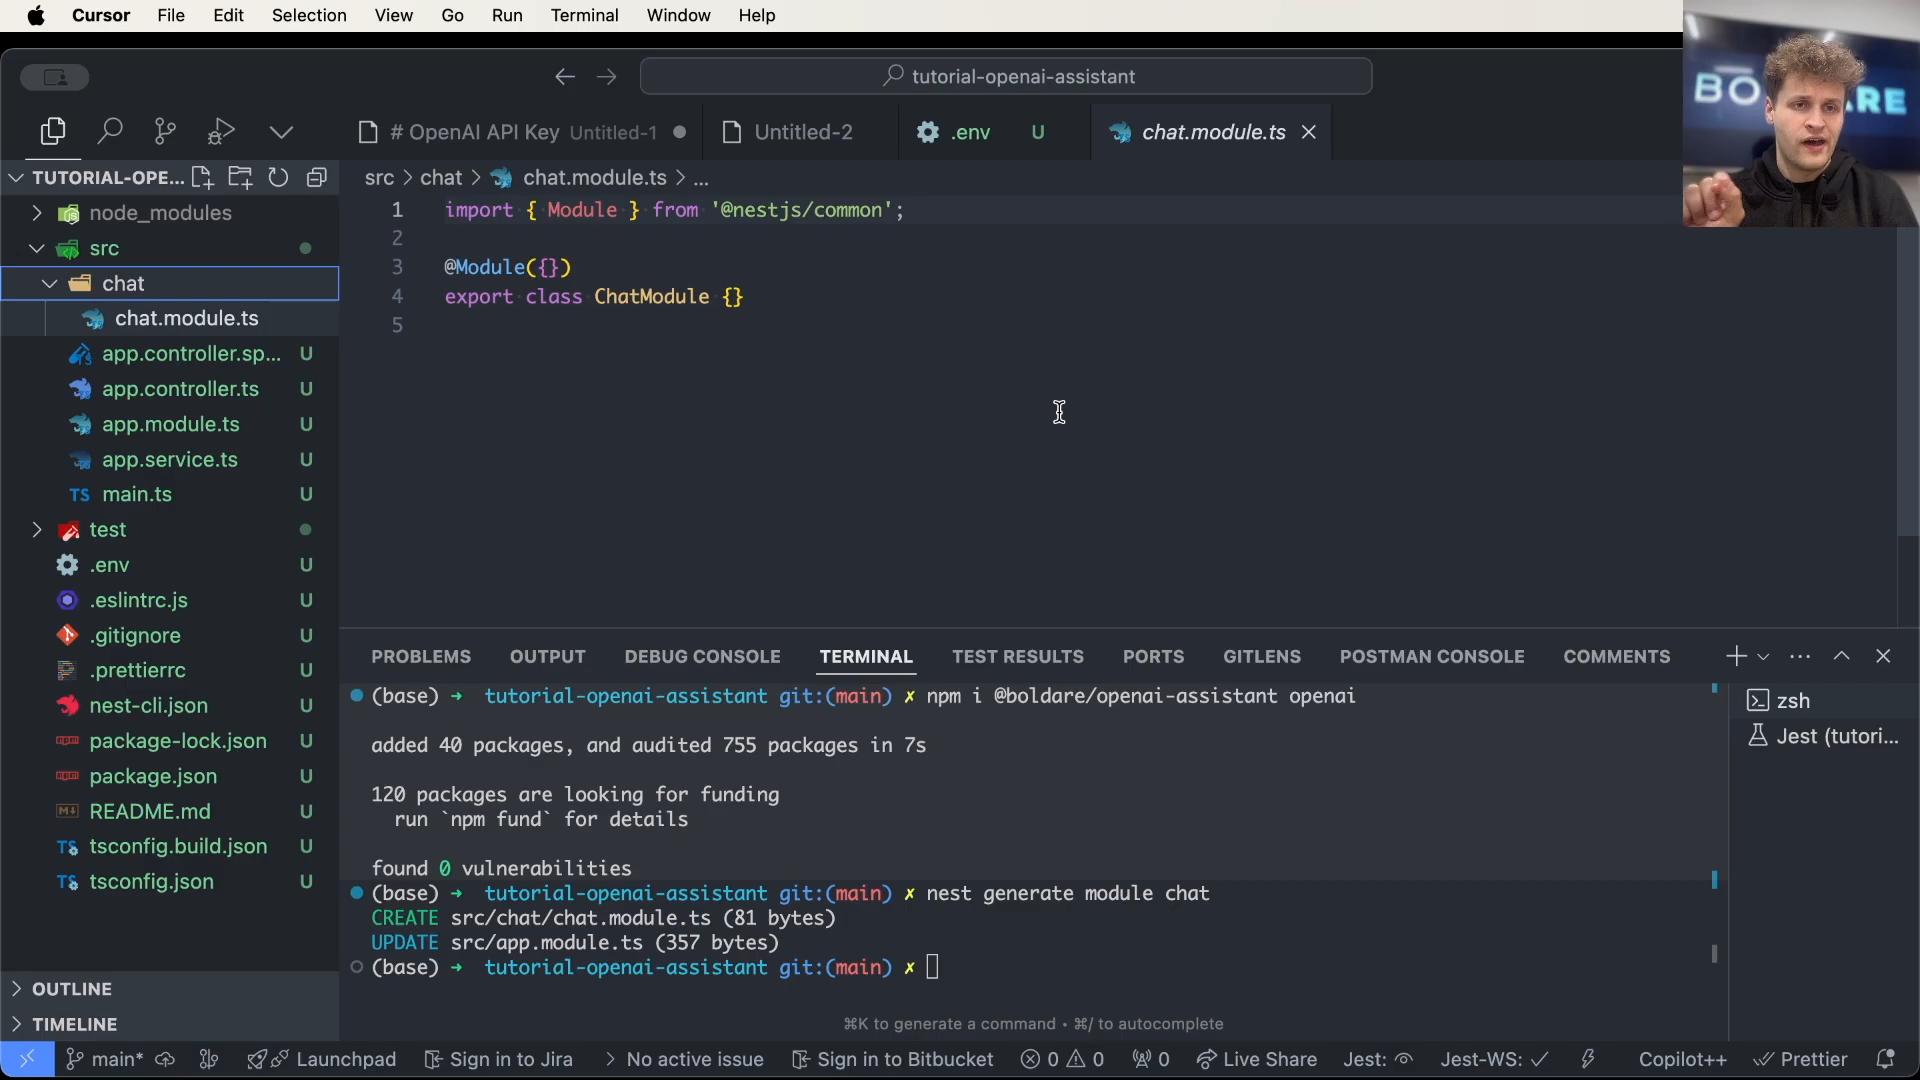 Cursor File Edit Selection View Go Run Terminal Window Help
tutorial-openai-assistant
# OpenAI API Key Untitled-1
Untitled-2
.env U
chat.module.ts
TUTORIAL-OPE...
node_modules
src
chat
chat.module.ts
app.controller.sp... U
app.controller.ts U
app.module.ts U
app.service.ts U
TS main.ts U
test
.env U
.eslintrc.js U
.gitignore U
.prettierrc U
nest-cli.json U
package-lock.json U
package.json U
README.md U
tsconfig.build.json U
tsconfig.json U
OUTLINE
TIMELINE
src > chat > chat.module.ts > ...
1 import { Module } from '@nestjs/common';
2
3 @Module({})
4 export class ChatModule {}
5
PROBLEMS OUTPUT DEBUG CONSOLE TERMINAL TEST RESULTS PORTS GITLENS POSTMAN CONSOLE COMMENTS
(base) ➜ tutorial-openai-assistant git:(main) ✗ npm i @boldare/openai-assistant openai
added 40 packages, and audited 755 packages in 7s
120 packages are looking for funding
run `npm fund` for details
found 0 vulnerabilities
(base) ➜ tutorial-openai-assistant git:(main) ✗ nest generate module chat
CREATE src/chat/chat.module.ts (81 bytes)
UPDATE src/app.module.ts (357 bytes)
(base) ➜ tutorial-openai-assistant git:(main) ✗
⌘K to generate a command • ⌘/ to autocomplete
zsh
Jest (tutori...
main* Launchpad Sign in to Jira > No active issue Sign in to Bitbucket 0 0 0 Live Share Jest: Jest-WS: ✓ Copilot++ Prettier